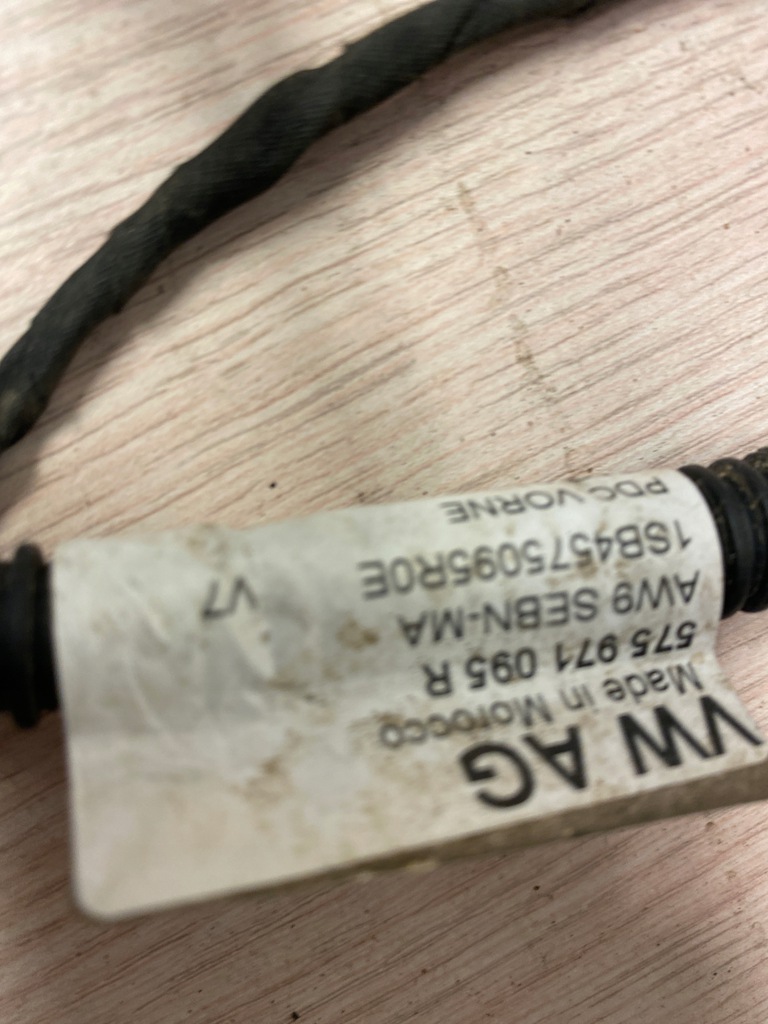 VW AG
Made in Morocco
575 971 095 R
AW9 SEBN-MA
1SB4575095R0E V7
PDC VORNE